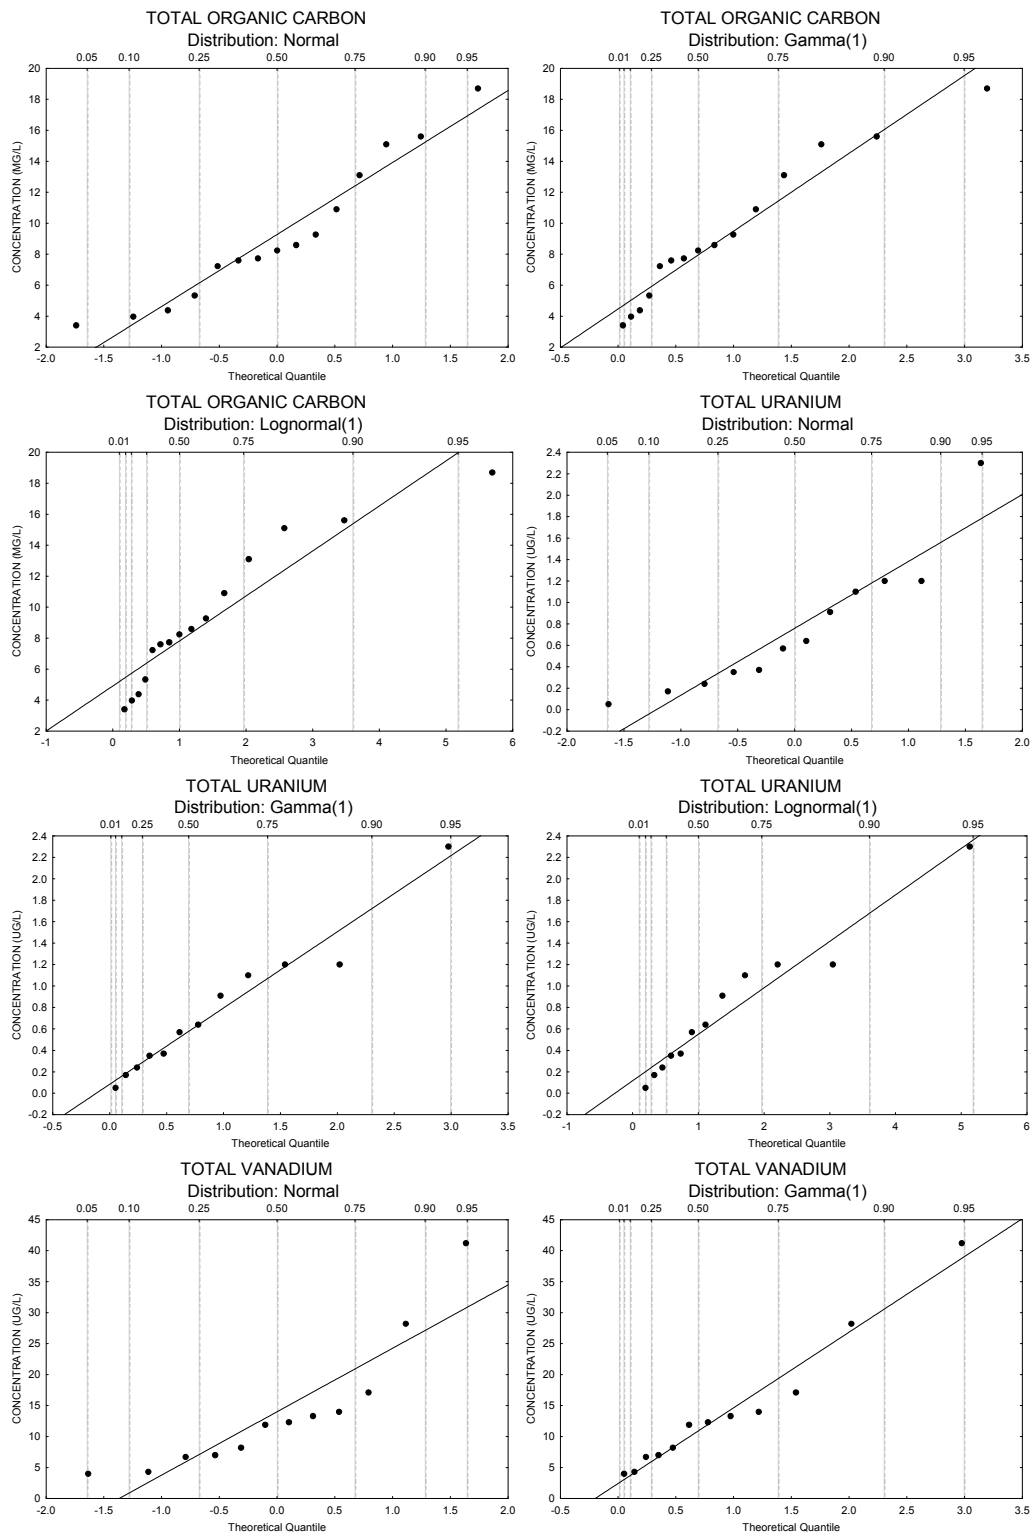 TOTAL ORGANIC CARBON
Distribution: Normal
0.05 0.10 0.25 0.50 0.75 0.90 0.95
20
18
16
14
12
10
8
6
4
2
CONCENTRATION (MG/L)
-2.0 -1.5 -1.0 -0.5 0.0 0.5 1.0 1.5 2.0
Theoretical Quantile
TOTAL ORGANIC CARBON
Distribution: Gamma(1)
0.01 0.25 0.50 0.75 0.90 0.95
20
18
16
14
12
10
8
6
4
2
CONCENTRATION (MG/L)
-0.5 0.0 0.5 1.0 1.5 2.0 2.5 3.0 3.5
Theoretical Quantile
TOTAL ORGANIC CARBON
Distribution: Lognormal(1)
0.01 0.50 0.75 0.90 0.95
20
18
16
14
12
10
8
6
4
2
CONCENTRATION (MG/L)
-1 0 1 2 3 4 5 6
Theoretical Quantile
TOTAL URANIUM
Distribution: Normal
0.05 0.10 0.25 0.50 0.75 0.90 0.95
2.4
2.2
2.0
1.8
1.6
1.4
1.2
1.0
0.8
0.6
0.4
0.2
0.0
-0.2
CONCENTRATION (UG/L)
-2.0 -1.5 -1.0 -0.5 0.0 0.5 1.0 1.5 2.0
Theoretical Quantile
TOTAL URANIUM
Distribution: Gamma(1)
0.01 0.25 0.50 0.75 0.90 0.95
2.4
2.2
2.0
1.8
1.6
1.4
1.2
1.0
0.8
0.6
0.4
0.2
0.0
-0.2
CONCENTRATION (UG/L)
-0.5 0.0 0.5 1.0 1.5 2.0 2.5 3.0 3.5
Theoretical Quantile
TOTAL URANIUM
Distribution: Lognormal(1)
0.01 0.50 0.75 0.90 0.95
2.4
2.2
2.0
1.8
1.6
1.4
1.2
1.0
0.8
0.6
0.4
0.2
0.0
-0.2
CONCENTRATION (UG/L)
-1 0 1 2 3 4 5 6
Theoretical Quantile
TOTAL VANADIUM
Distribution: Normal
0.05 0.10 0.25 0.50 0.75 0.90 0.95
45
40
35
30
25
20
15
10
5
0
CONCENTRATION (UG/L)
-2.0 -1.5 -1.0 -0.5 0.0 0.5 1.0 1.5 2.0
Theoretical Quantile
TOTAL VANADIUM
Distribution: Gamma(1)
0.01 0.25 0.50 0.75 0.90 0.95
45
40
35
30
25
20
15
10
5
0
CONCENTRATION (UG/L)
-0.5 0.0 0.5 1.0 1.5 2.0 2.5 3.0 3.5
Theoretical Quantile